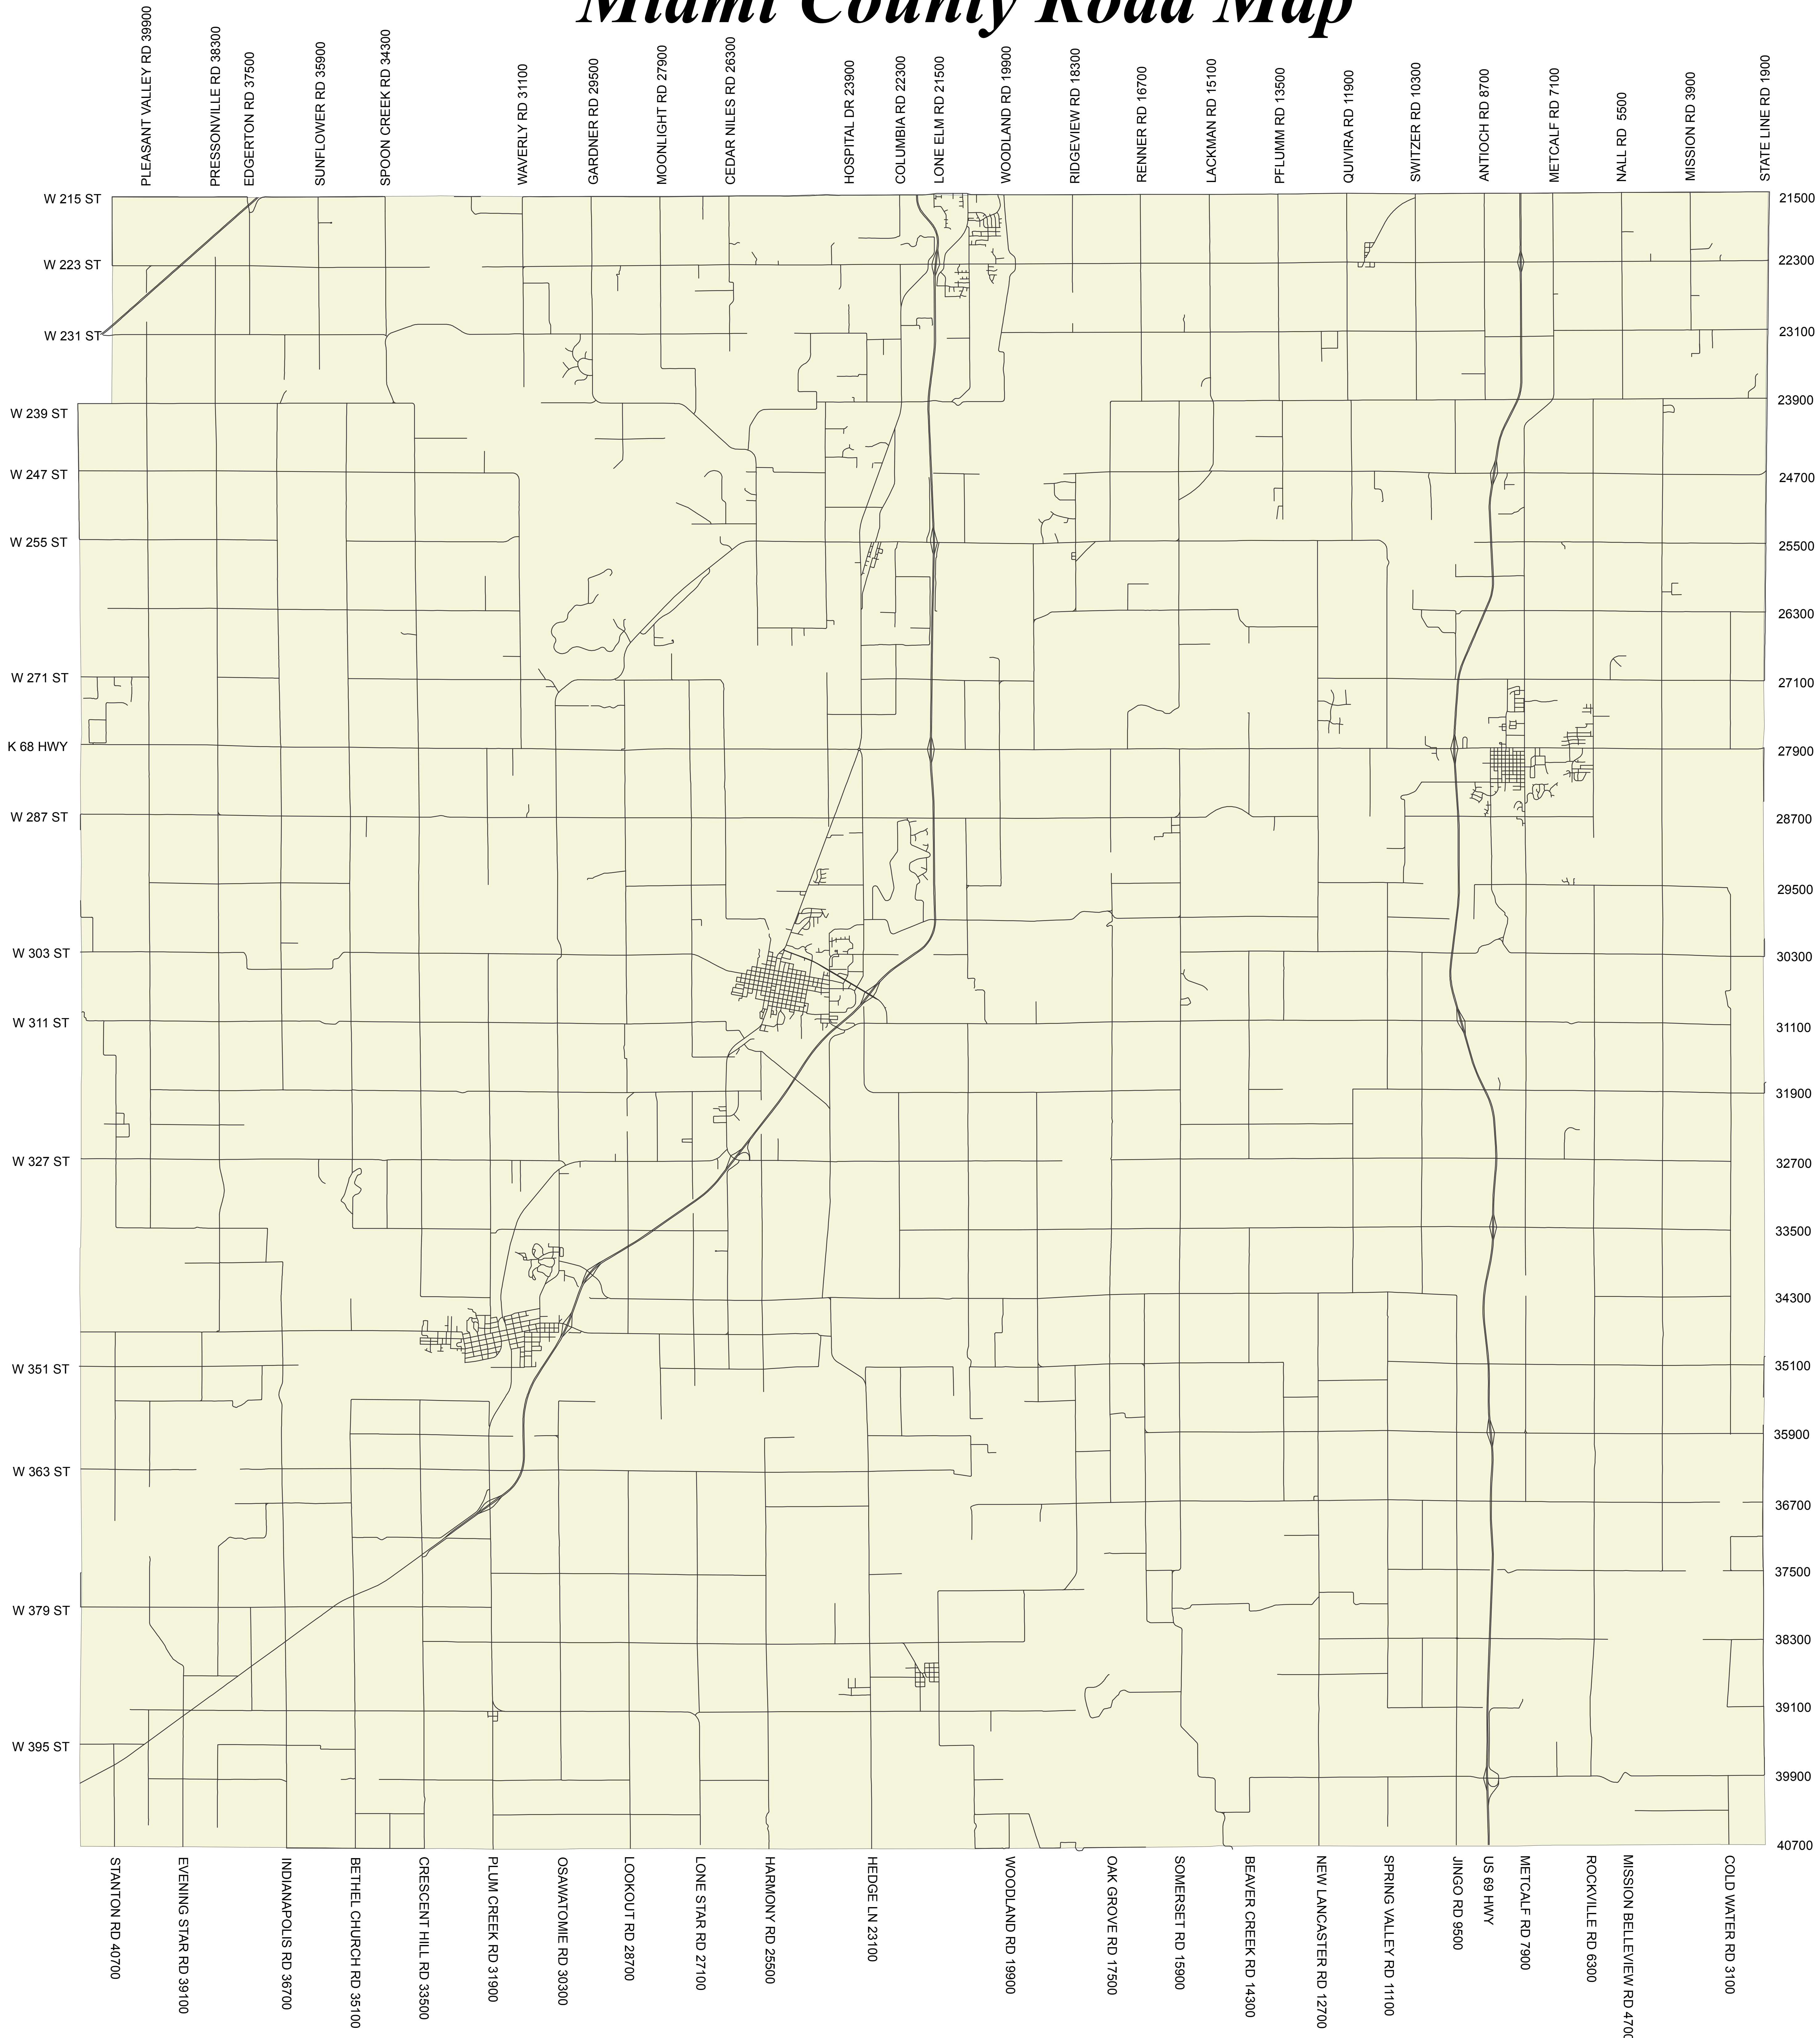 Miami County Road Map
PLEASANT VALLEY RD 39900
PRESSONVILLE RD 38300
EDGERTON RD 37500
SUNFLOWER RD 35900
SPOON CREEK RD 34300
WAVERLY RD 31100
GARDNER RD 29500
MOONLIGHT RD 27900
CEDAR NILES RD 26300
HOSPITAL DR 23900
COLUMBIA RD 22300
LONE ELM RD 21500
WOODLAND RD 19900
RIDGEVIEW RD 18300
RENNER RD 16700
LACKMAN RD 15100
PFLUMM RD 13500
QUIVIRA RD 11900
SWITZER RD 10300
ANTIOCH RD 8700
METCALF RD 7100
NALL RD 5500
MISSION RD 3900
STATE LINE RD 1900
W 215 ST
W 223 ST
W 231 ST
W 239 ST
W 247 ST
W 255 ST
W 271 ST
K 68 HWY
W 287 ST
W 303 ST
W 311 ST
W 327 ST
W 351 ST
W 363 ST
W 379 ST
W 395 ST
21500
22300
23100
23900
24700
25500
26300
27100
27900
28700
29500
30300
31100
31900
32700
33500
34300
35100
35900
36700
37500
38300
39100
39900
40700
STANTON RD 40700
EVENING STAR RD 39100
INDIANAPOLIS RD 36700
BETHEL CHURCH RD 35100
CRESCENT HILL RD 33500
PLUM CREEK RD 31900
OSAWATOMIE RD 30300
LOOKOUT RD 28700
LONE STAR RD 27100
HARMONY RD 25500
HEDGE LN 23100
WOODLAND RD 19900
OAK GROVE RD 17500
SOMERSET RD 15900
BEAVER CREEK RD 14300
NEW LANCASTER RD 12700
SPRING VALLEY RD 11100
JINGO RD 9500
US 69 HWY
METCALF RD 7900
ROCKVILLE RD 6300
MISSION BELLEVIEW RD 4700
COLD WATER RD 3100